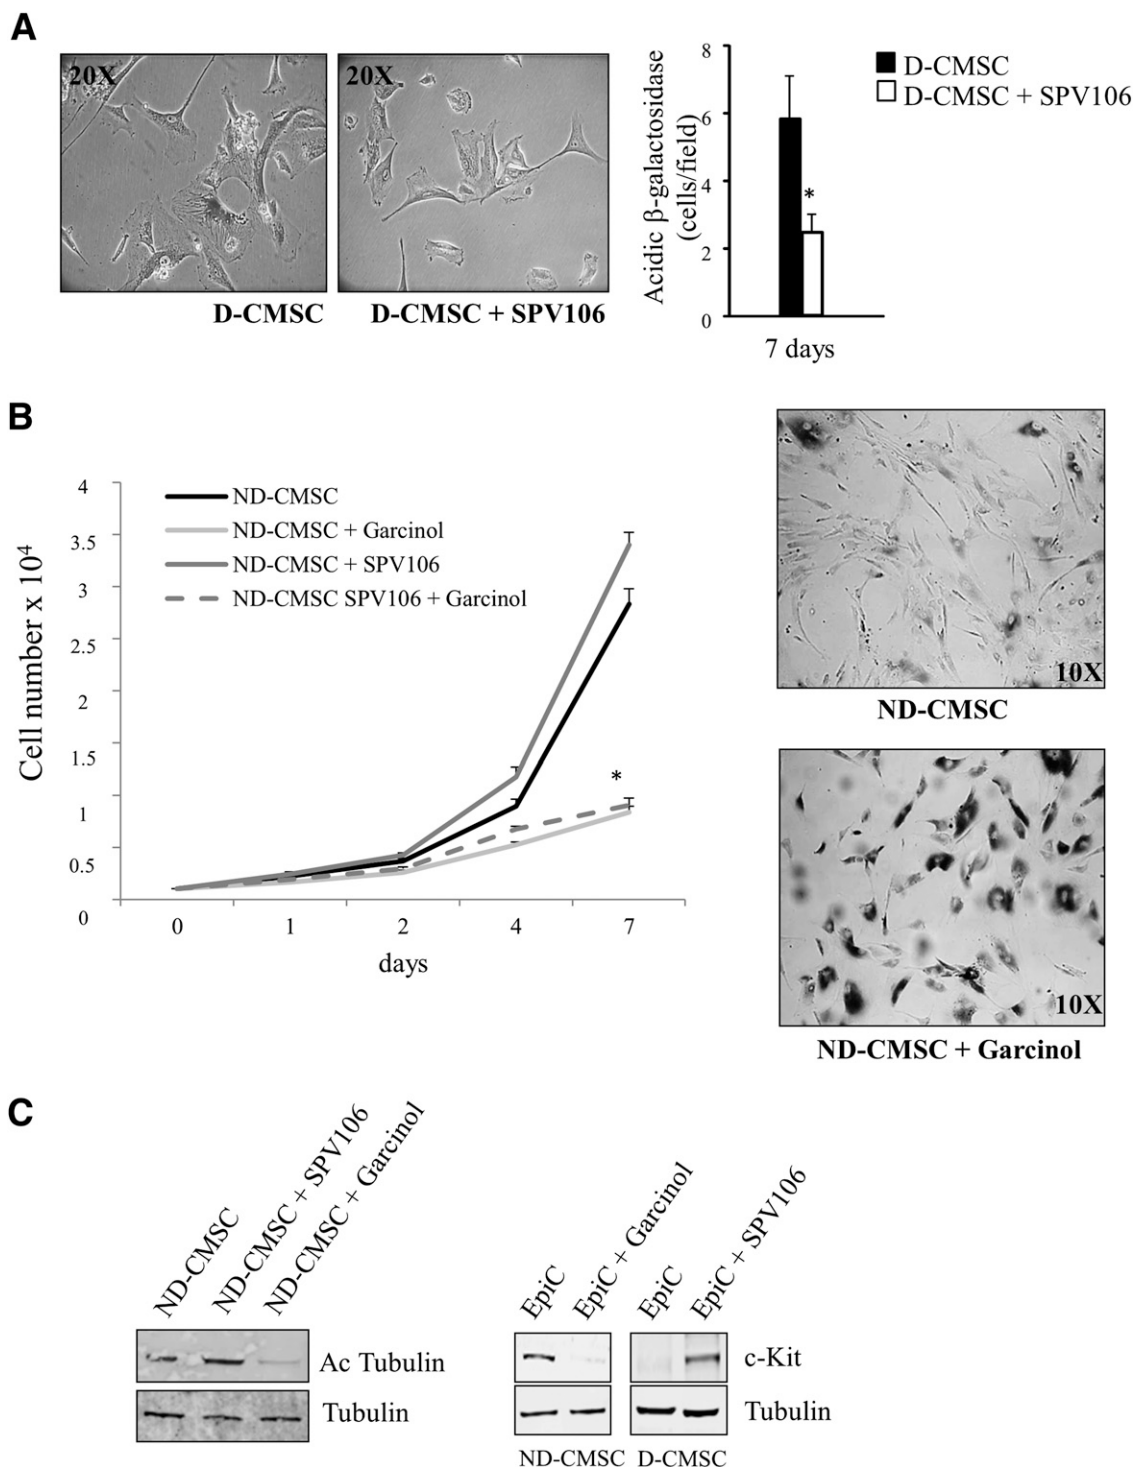 A
20X
20X
D-CMSC
D-CMSC + SPV106
Acidic β-galactosidase
(cells/field)
8
6
4
2
0
*
7 days
D-CMSC
D-CMSC + SPV106
B
Cell number x 10⁴
4
3.5
3
2.5
2
1.5
1
0.5
0
ND-CMSC
ND-CMSC + Garcinol
ND-CMSC + SPV106
ND-CMSC SPV106 + Garcinol
*
0 1 2 4 7
days
10X
ND-CMSC
10X
ND-CMSC + Garcinol
C
ND-CMSC
ND-CMSC + SPV106
ND-CMSC + Garcinol
Ac Tubulin
Tubulin
EpiC
EpiC + Garcinol
EpiC
EpiC + SPV106
c-Kit
Tubulin
ND-CMSC D-CMSC